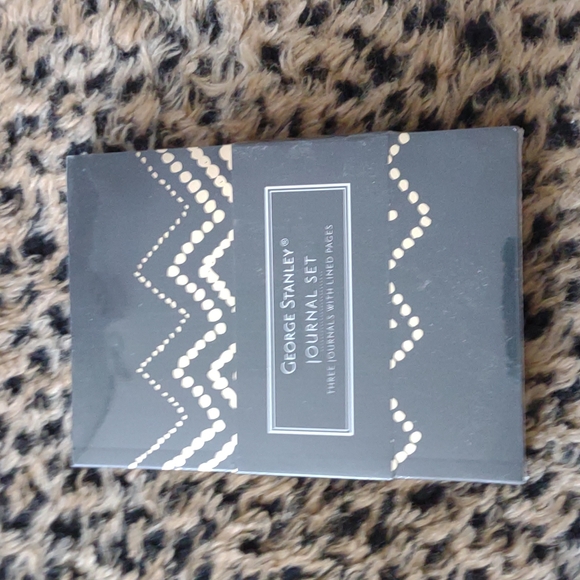 GEORGE STANLEY®
JOURNAL SET
THREE JOURNALS WITH LINED PAGES